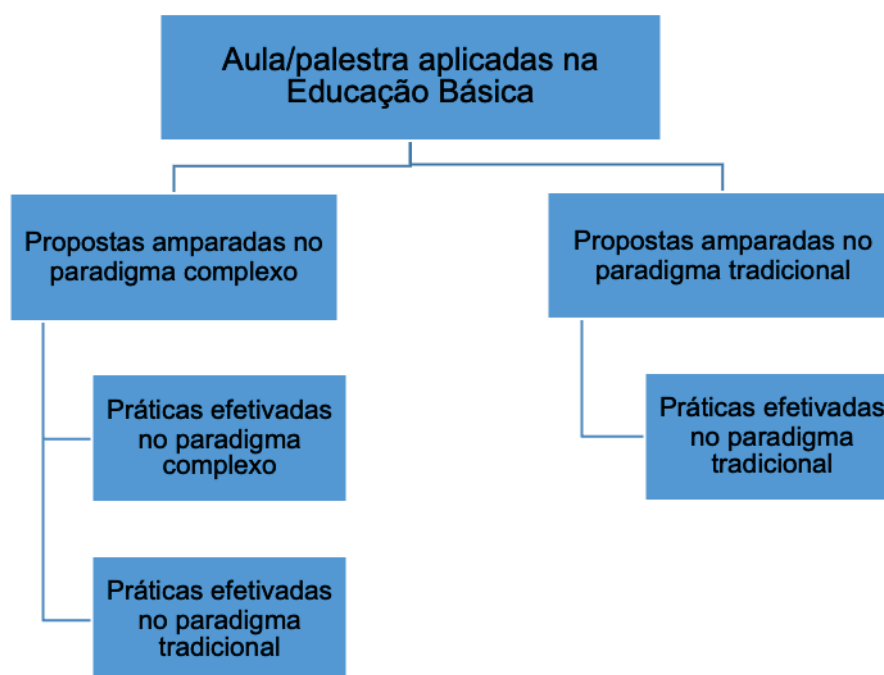 Aula/palestra aplicadas na
Educação Básica
Propostas amparadas no
paradigma complexo
Propostas amparadas no
paradigma tradicional
Práticas efetivadas
no paradigma
complexo
Práticas efetivadas
no paradigma
tradicional
Práticas efetivadas
no paradigma
tradicional